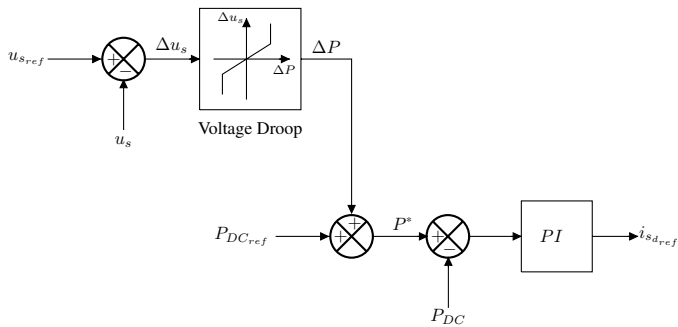 u_{s_{ref}}
+
−
Δu_s
u_s
Δu_s
ΔP
Voltage Droop
ΔP
P_{DC_{ref}}
+
+
P*
+
−
P_{DC}
PI
i_{s_{d_{ref}}}